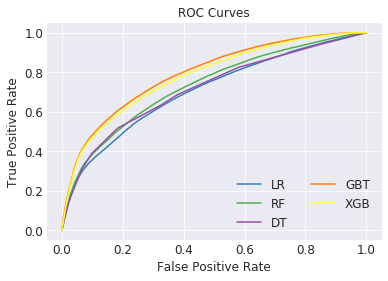 ROC Curves
True Positive Rate
1.0
0.8
0.6
0.4
0.2
0.0
LR
RF
DT
GBT
XGB
0.0 0.2 0.4 0.6 0.8 1.0
False Positive Rate